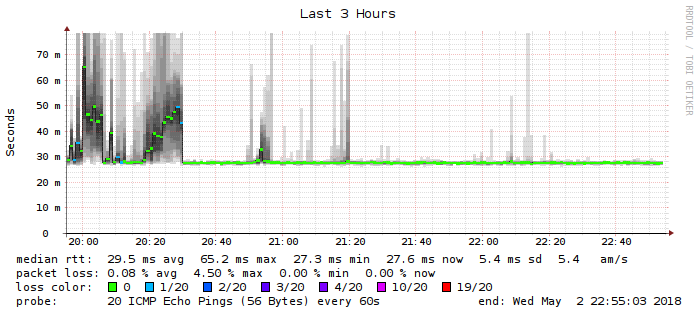 Last 3 Hours
RRDTOOL / TOBI OETIKER
Seconds
70 m
60 m
50 m
40 m
30 m
20 m
10 m
0
20:00 20:20 20:40 21:00 21:20 21:40 22:00 22:20 22:40
median rtt: 29.5 ms avg 65.2 ms max 27.3 ms min 27.6 ms now 5.4 ms sd 5.4 am/s
packet loss: 0.08 % avg 4.50 % max 0.00 % min 0.00 % now
loss color: 0 1/20 2/20 3/20 4/20 10/20 19/20
probe: 20 ICMP Echo Pings (56 Bytes) every 60s end: Wed May 2 22:55:03 2018